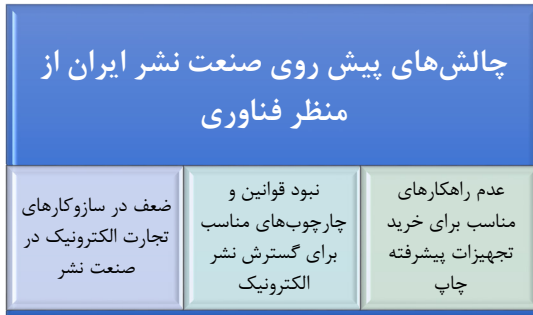 چالش‌های پیش روی صنعت نشر ایران از
منظر فناوری
عدم راهکارهای
مناسب برای خرید
تجهیزات پیشرفته
چاپ
نبود قوانین و
چارچوب‌های مناسب
برای گسترش نشر
الکترونیک
ضعف در سازوکارهای
تجارت الکترونیک در
صنعت نشر